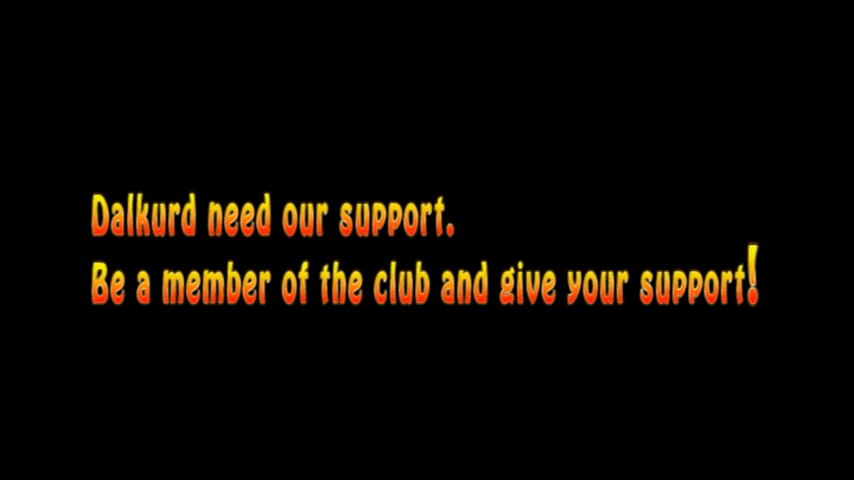 Dalkurd need our support.
Be a member of the club and give your support!